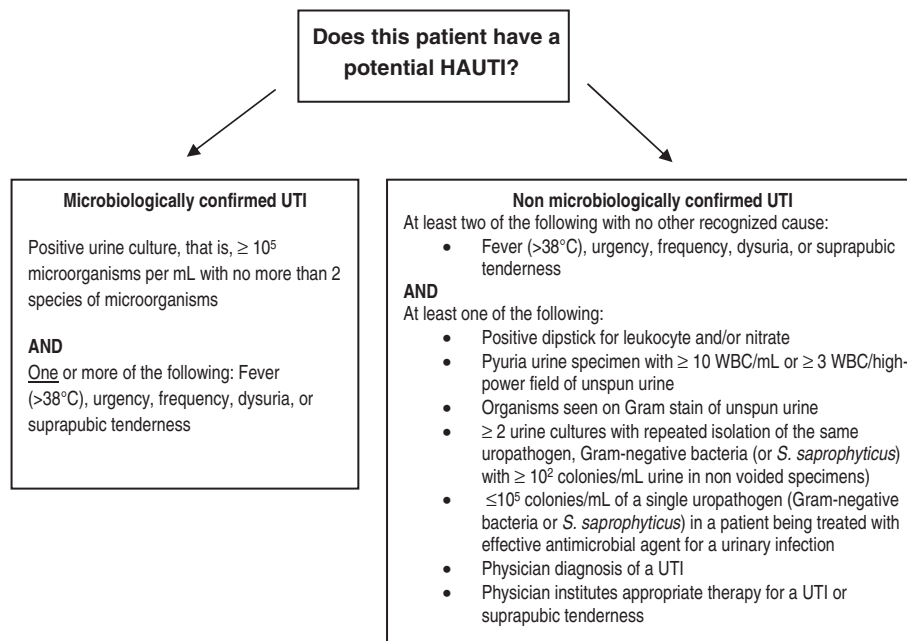 Does this patient have a
potential HAUTI?
Microbiologically confirmed UTI
Positive urine culture, that is, ≥ 10⁵
microorganisms per mL with no more than 2
species of microorganisms
AND
One or more of the following: Fever
(>38°C), urgency, frequency, dysuria, or
suprapubic tenderness
Non microbiologically confirmed UTI
At least two of the following with no other recognized cause:
• Fever (>38°C), urgency, frequency, dysuria, or suprapubic
tenderness
AND
At least one of the following:
• Positive dipstick for leukocyte and/or nitrate
• Pyuria urine specimen with ≥ 10 WBC/mL or ≥ 3 WBC/high-
power field of unspun urine
• Organisms seen on Gram stain of unspun urine
• ≥ 2 urine cultures with repeated isolation of the same
uropathogen, Gram-negative bacteria (or S. saprophyticus)
with ≥ 10² colonies/mL urine in non voided specimens)
• ≤10⁵ colonies/mL of a single uropathogen (Gram-negative
bacteria or S. saprophyticus) in a patient being treated with
effective antimicrobial agent for a urinary infection
• Physician diagnosis of a UTI
• Physician institutes appropriate therapy for a UTI or
suprapubic tenderness